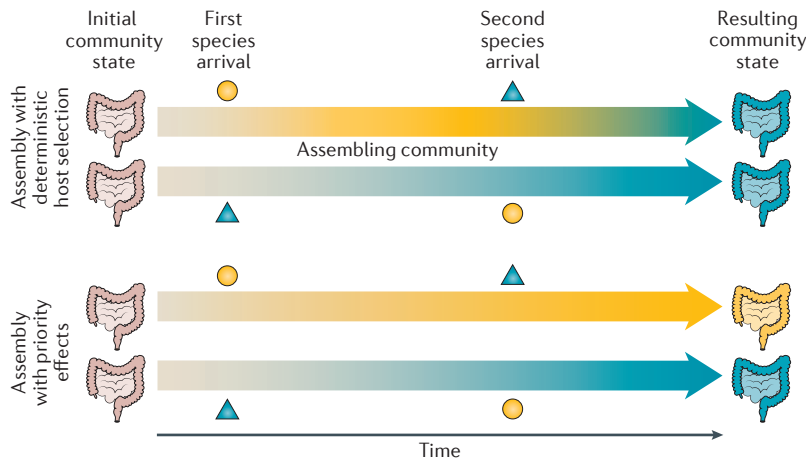 Initial
community
state
First
species
arrival
Second
species
arrival
Resulting
community
state
Assembly with
deterministic
host selection
Assembling community
Assembly
with priority
effects
Time